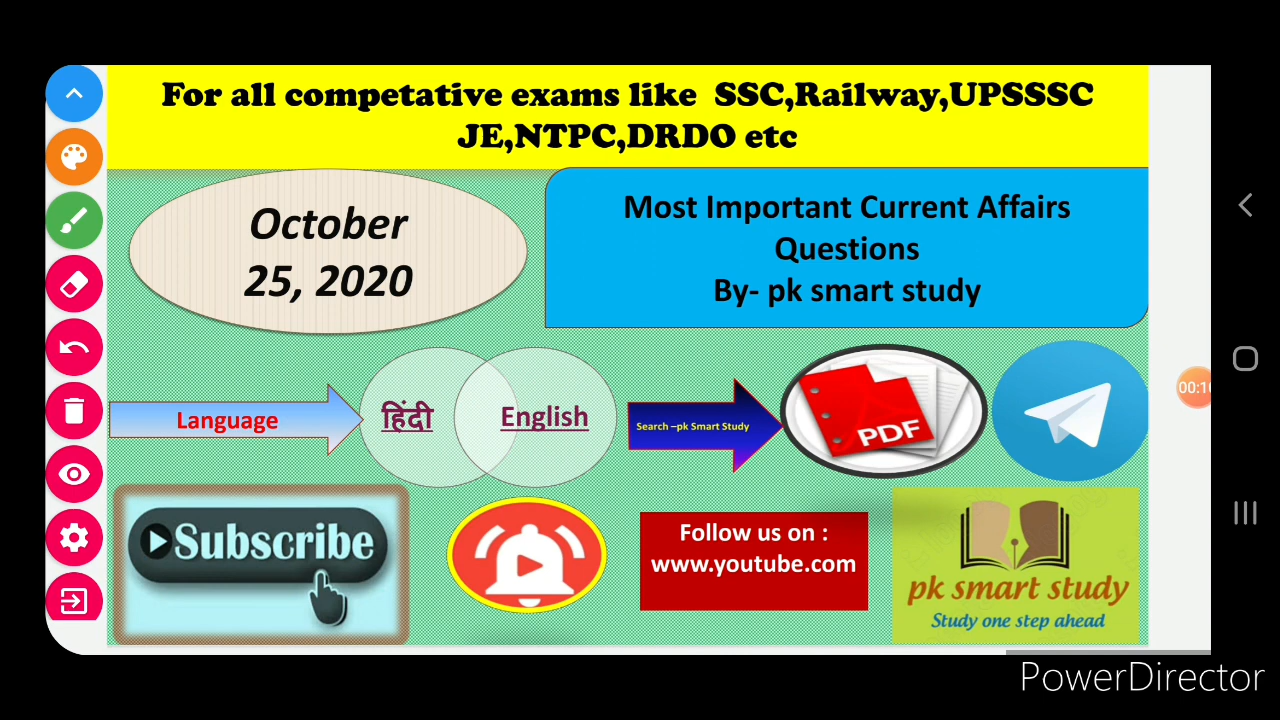 For all competative exams like SSC,Railway,UPSSSC
JE,NTPC,DRDO etc
October
25, 2020
Most Important Current Affairs
Questions
By- pk smart study
Language
हिंदी
English
Search –pk Smart Study
PDF
Subscribe
Follow us on :
www.youtube.com
pk smart study
Study one step ahead
PowerDirector